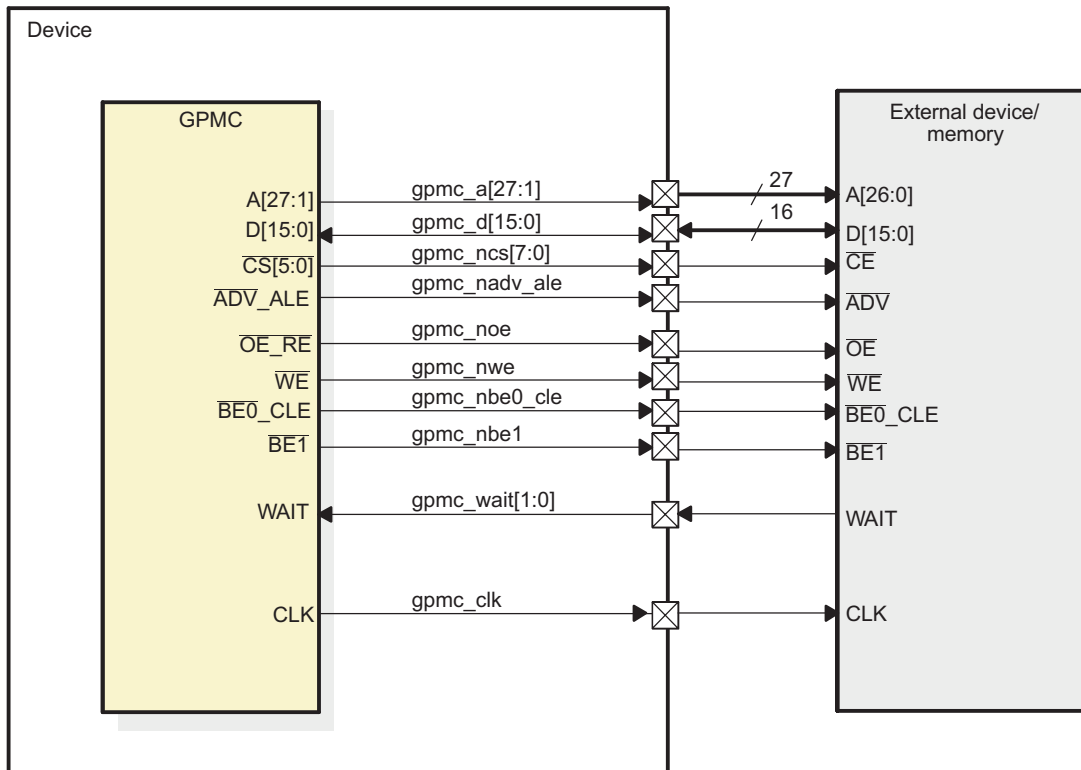 Device
GPMC
External device/
memory
A[27:1]
gpmc_a[27:1]
27
A[26:0]
D[15:0]
gpmc_d[15:0]
16
D[15:0]
CS[5:0]
gpmc_ncs[7:0]
CE
ADV_ALE
gpmc_nadv_ale
ADV
OE_RE
gpmc_noe
OE
WE
gpmc_nwe
WE
BE0_CLE
gpmc_nbe0_cle
BE0_CLE
BE1
gpmc_nbe1
BE1
WAIT
gpmc_wait[1:0]
WAIT
CLK
gpmc_clk
CLK